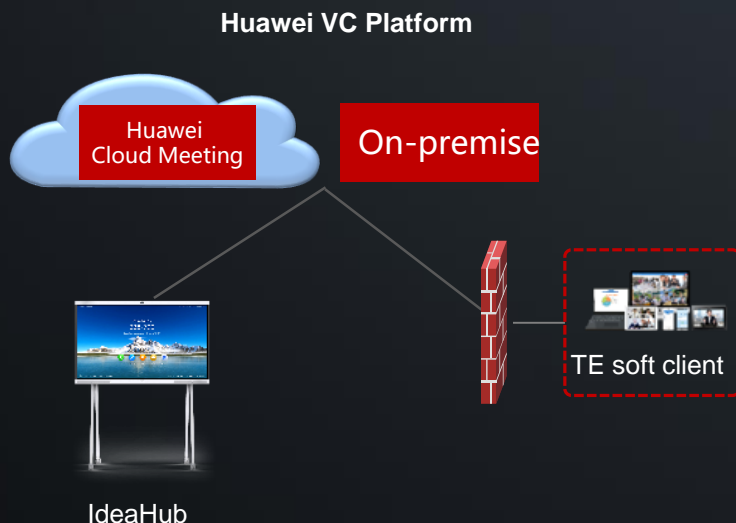 Huawei VC Platform
Huawei
Cloud Meeting
On-premise
TE soft client
IdeaHub